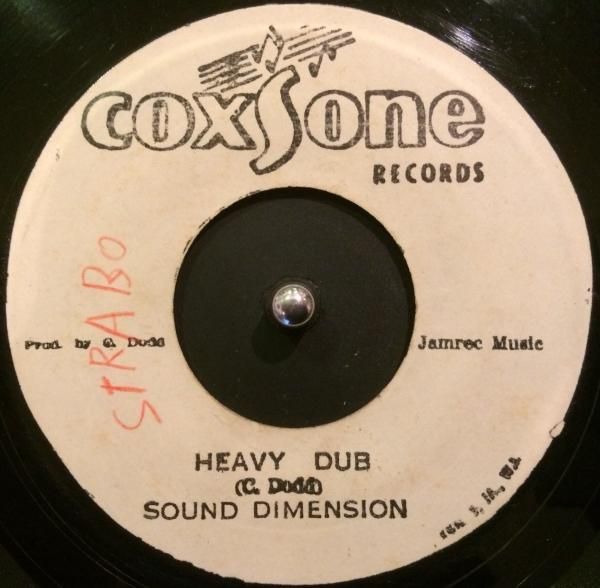 coxsone
RECORDS
STRABO
Prod. by C. Dodd
Jamrec Music
HEAVY DUB
(C. Dodd)
SOUND DIMENSION